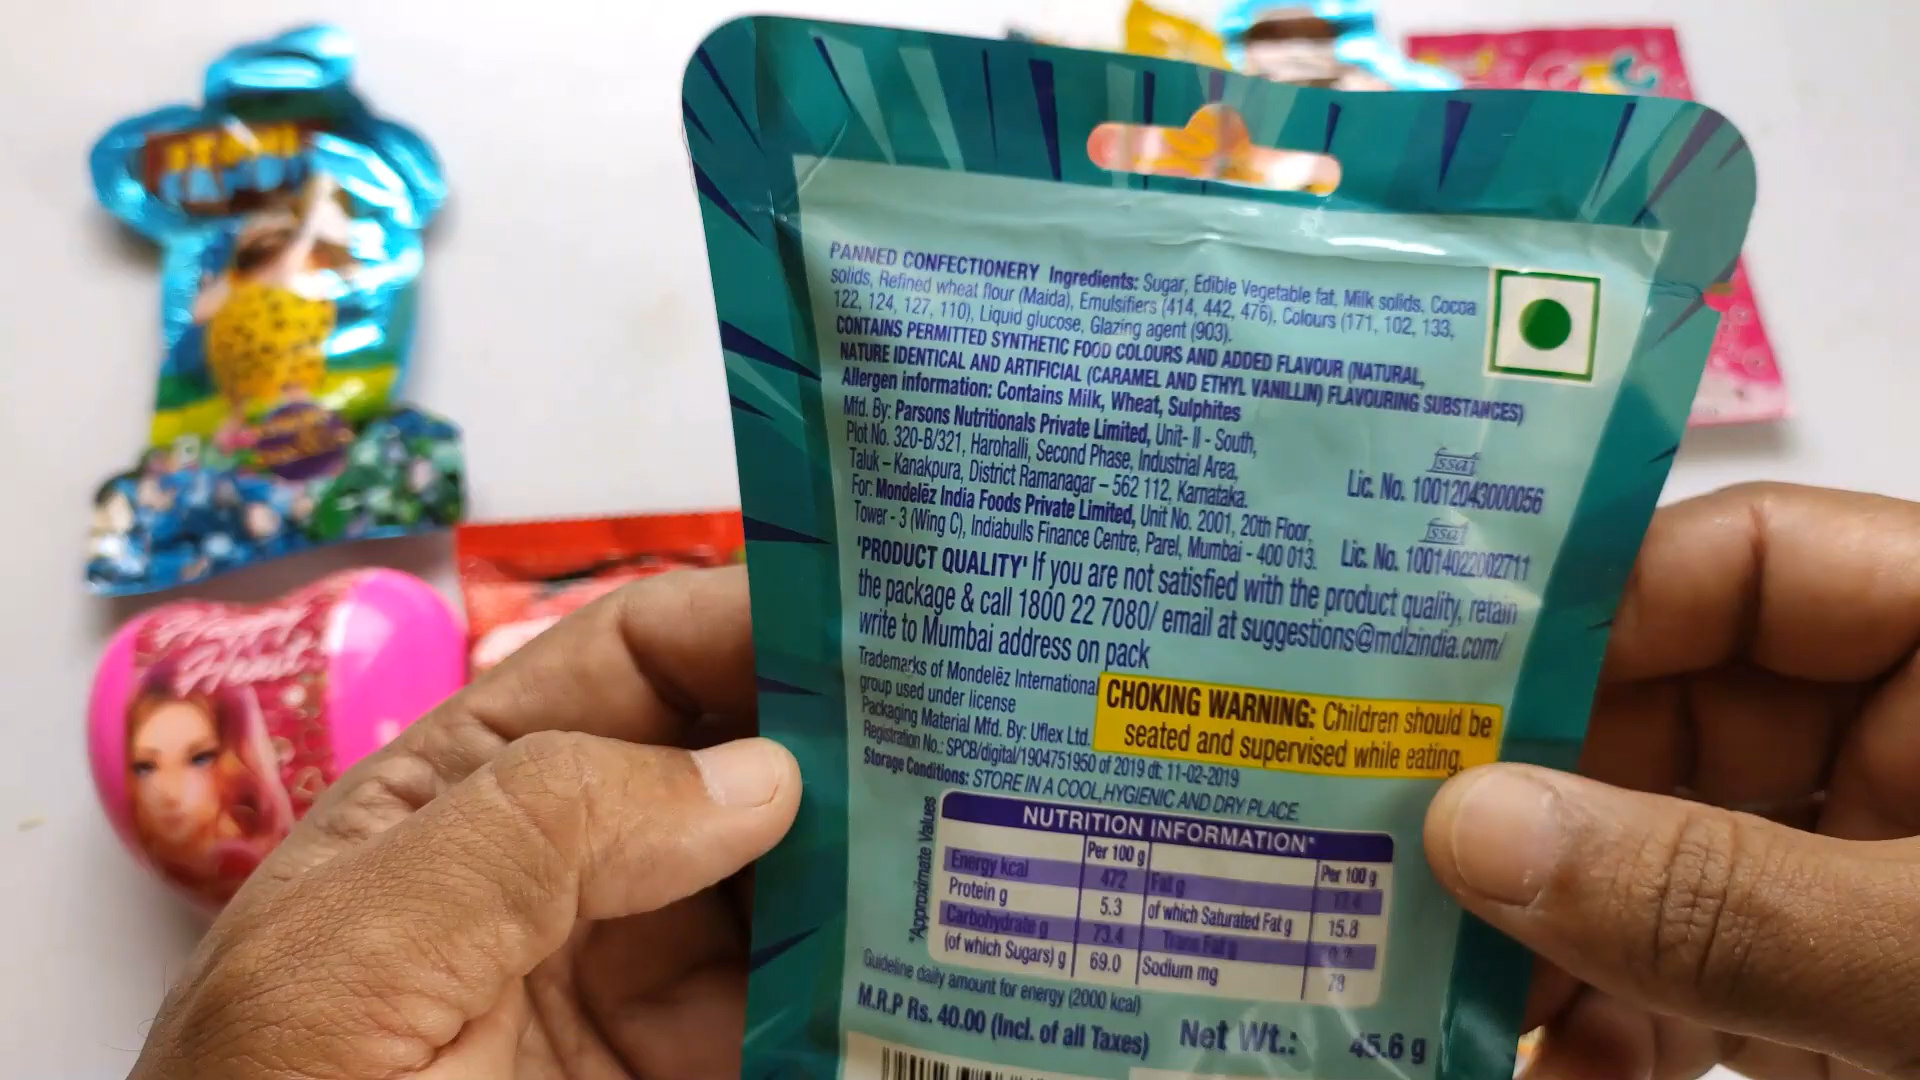 PANNED CONFECTIONERY Ingredients: Sugar, Edible Vegetable fat, Milk solids, Cocoa
solids, Refined wheat flour (Maida), Emulsifiers (414, 442, 476), Colours (171, 102, 133,
122, 124, 127, 110), Liquid glucose, Glazing agent (903).
CONTAINS PERMITTED SYNTHETIC FOOD COLOURS AND ADDED FLAVOUR (NATURAL,
NATURE IDENTICAL AND ARTIFICIAL (CARAMEL AND ETHYL VANILLIN) FLAVOURING SUBSTANCES)
Allergen information: Contains Milk, Wheat, Sulphites
Mfd. By: Parsons Nutritionals Private Limited, Unit- II - South,
Plot No. 320-B/321, Harohalli, Second Phase, Industrial Area,
Taluk – Kanakpura, District Ramanagar – 562 112, Karnataka.
fssai
Lic. No. 10012043000056
For: Mondelēz India Foods Private Limited, Unit No. 2001, 20th Floor,
Tower - 3 (Wing C), Indiabulls Finance Centre, Parel, Mumbai - 400 013.
fssai
Lic. No. 10014022002711
'PRODUCT QUALITY' If you are not satisfied with the product quality, retain
the package & call 1800 22 7080/ email at suggestions@mdlzindia.com/
write to Mumbai address on pack
Trademarks of Mondelēz International
group used under license
Packaging Material Mfd. By: Uflex Ltd.
Registration No.: SPCB/digital/1904751950 of 2019 dt: 11-02-2019
CHOKING WARNING: Children should be
seated and supervised while eating.
Storage Conditions: STORE IN A COOL,HYGIENIC AND DRY PLACE.
*Approximate Values
NUTRITION INFORMATION*
Per 100 g Per 100 g
Energy kcal 472 Fat g
Protein g 5.3 of which Saturated Fat g 15.8
Carbohydrate g 73.4 Trans Fat g
(of which Sugars) g 69.0 Sodium mg 78
Guideline daily amount for energy (2000 kcal)
M.R.P Rs. 40.00 (Incl. of all Taxes) Net Wt.: 45.6 g
Happy
Heart